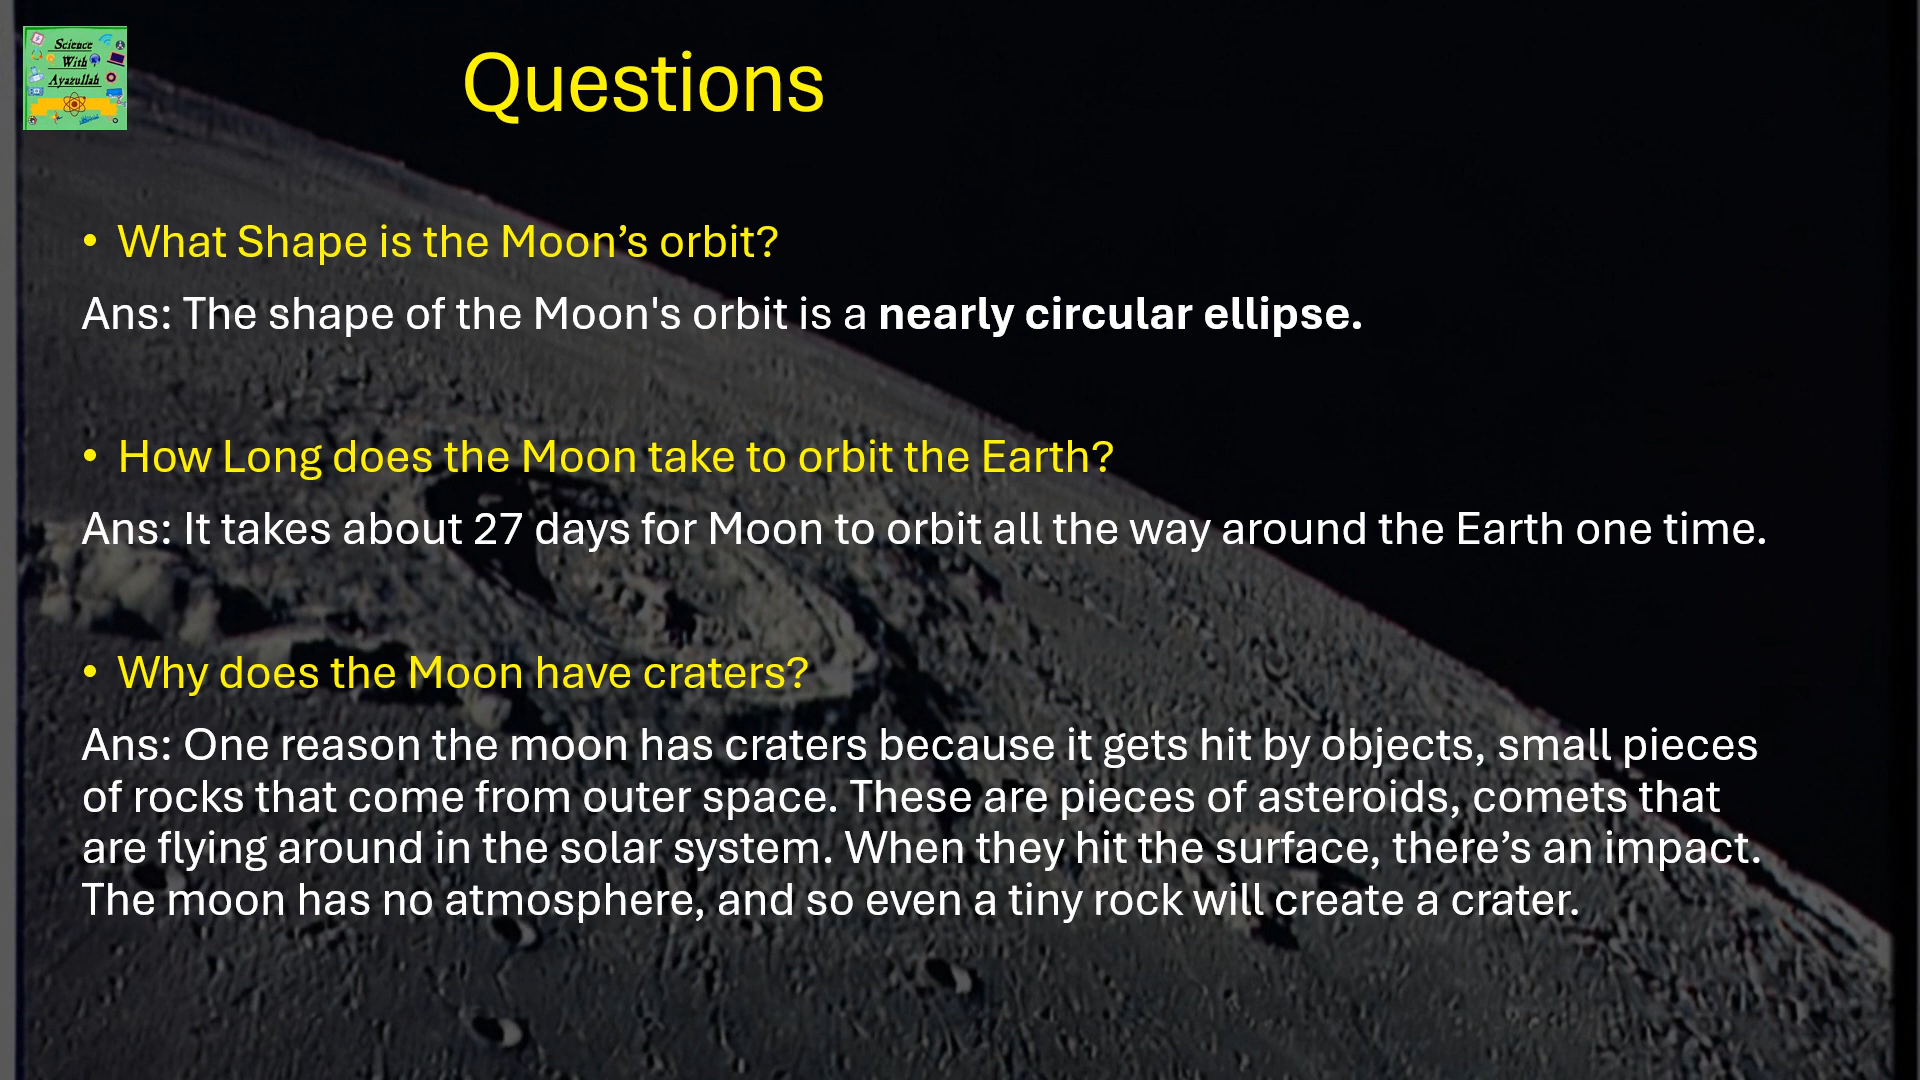 Science
With
Ayazullah
Questions
• What Shape is the Moon’s orbit?
Ans: The shape of the Moon's orbit is a nearly circular ellipse.
• How Long does the Moon take to orbit the Earth?
Ans: It takes about 27 days for Moon to orbit all the way around the Earth one time.
• Why does the Moon have craters?
Ans: One reason the moon has craters because it gets hit by objects, small pieces
of rocks that come from outer space. These are pieces of asteroids, comets that
are flying around in the solar system. When they hit the surface, there’s an impact.
The moon has no atmosphere, and so even a tiny rock will create a crater.